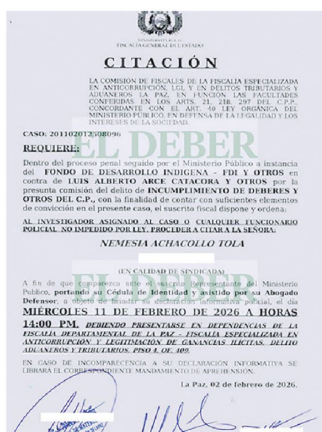 FISCALÍA GENERAL DEL ESTADO
CITACIÓN
LA COMISION DE FISCALES DE LA FISCALIA ESPECIALIZADA
EN ANTICORRUPCIÓN, LGI, Y EN DELITOS TRIBUTARIOS Y
ADUANEROS LA PAZ, EN FUNCIÓN LAS FACULTADES
CONFERIDAS EN LOS ARTS. 21, 218, 297 DEL C.P.P.,
CONCORDANTE CON EL ART. 40 LEY ORGÁNICA DEL
MINISTERIO PÚBLICO, EN DEFENSA DE LA LEGALIDAD Y LOS
INTERESES DE LA SOCIEDAD.
CASO: 201102012508096
EL DEBER
REQUIERE:
Dentro del proceso penal seguido por el Ministerio Público a instancia
del FONDO DE DESARROLLO INDIGENA - FDI Y OTROS en
contra de LUIS ALBERTO ARCE CATACORA Y OTROS por la
presunta comisión del delito de INCUMPLIMIENTO DE DEBERES Y
OTROS DEL C.P., con la finalidad de contar con suficientes elementos
de convicción en el presente caso, el suscrito fiscal dispone y ordena:
AL INVESTIGADOR ASIGNADO AL CASO O CUALQUIER FUNCIONARIO
POLICIAL NO IMPEDIDO POR LEY, PROCEDER A CITAR A LA SEÑORA:
NEMESIA ACHACOLLO TOLA
(EN CALIDAD DE SINDICADA)
EL DEBER
A fin de que comparezca ante el representante del Ministerio
Público, portando su Cédula de Identidad y asistido por su Abogado
Defensor, a objeto de brindar su declaración policial, el día
MIÉRCOLES 11 DE FEBRERO DE 2026 A HORAS
14:00 PM, DEBIENDO PRESENTARSE EN DEPENDENCIAS DE LA
FISCALIA DEPARTAMENTAL DE LA PAZ - FISCALIA ESPECIALIZADA EN
ANTICORRUPCIÓN Y LEGITIMACIÓN DE GANANCIAS ILICITAS, DELITO
ADUANEROS Y TRIBUTARIOS, PISO 4, OF. 409.
EN CASO DE INCOMPARECENCIA A SU DECLARACIÓN INFORMATIVA SE
LIBRARA EL CORRESPONDIENTE MANDAMIENTO DE APREHENSIÓN.
La Paz, 02 de febrero de 2026.